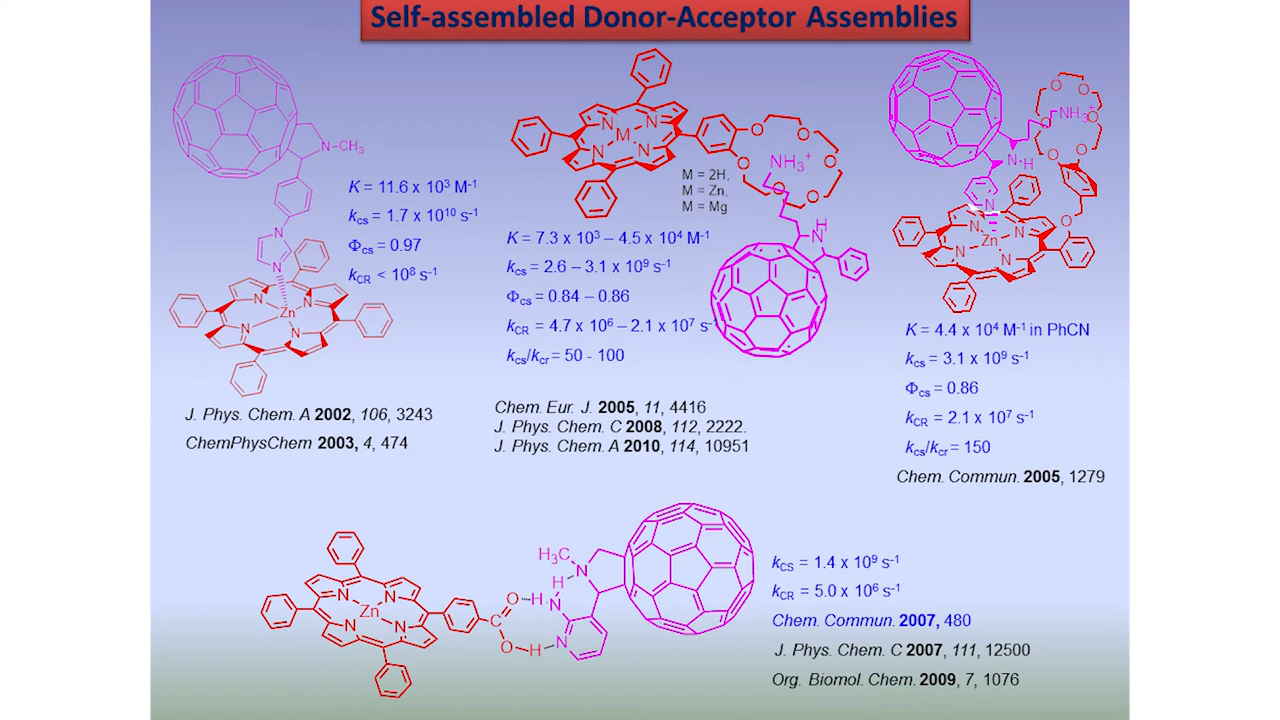 Self-assembled Donor-Acceptor Assemblies
N-CH₃
N
N
Zn
N
N
N
N
K = 11.6 x 10³ M⁻¹
kcs = 1.7 x 10¹⁰ s⁻¹
Φcs = 0.97
kCR < 10⁸ s⁻¹
J. Phys. Chem. A 2002, 106, 3243
ChemPhysChem 2003, 4, 474
N
N
M
N
N
O
O
O
O
O
O
NH₃⁺
M = 2H,
M = Zn,
M = Mg
H
N
K = 7.3 x 10³ – 4.5 x 10⁴ M⁻¹
kcs = 2.6 – 3.1 x 10⁹ s⁻¹
Φcs = 0.84 – 0.86
kCR = 4.7 x 10⁶ – 2.1 x 10⁷ s⁻¹
kcs/kcr = 50 - 100
Chem. Eur. J. 2005, 11, 4416
J. Phys. Chem. C 2008, 112, 2222.
J. Phys. Chem. A 2010, 114, 10951
O
O
O
O
O
O
NH₃⁺
N-H
N
N
N
Zn
N
N
K = 4.4 x 10⁴ M⁻¹ in PhCN
kcs = 3.1 x 10⁹ s⁻¹
Φcs = 0.86
kCR = 2.1 x 10⁷ s⁻¹
kcs/kcr = 150
Chem. Commun. 2005, 1279
N
N
Zn
N
N
O
O-H
H₃C
N
H
H-N
N
kCS = 1.4 x 10⁹ s⁻¹
kCR = 5.0 x 10⁶ s⁻¹
Chem. Commun. 2007, 480
J. Phys. Chem. C 2007, 111, 12500
Org. Biomol. Chem. 2009, 7, 1076